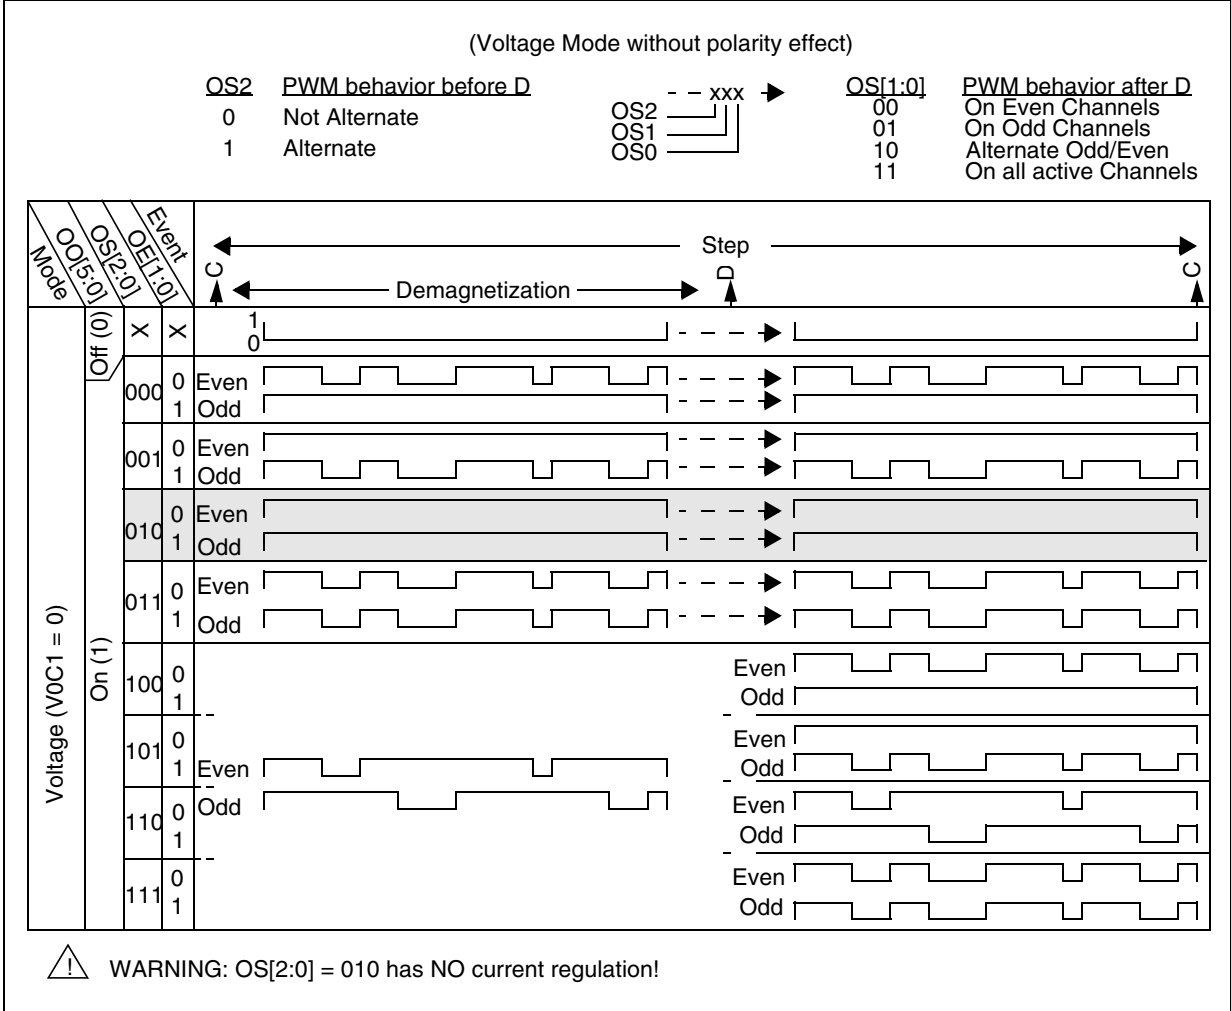 (Voltage Mode without polarity effect)
OS2 PWM behavior before D
0 Not Alternate
1 Alternate
xxx
OS2
OS1
OS0
OS[1:0] PWM behavior after D
00 On Even Channels
01 On Odd Channels
10 Alternate Odd/Even
11 On all active Channels
Mode
OO[5:0]
OS[2:0]
OE[1:0]
Event
C
Step
D
C
Demagnetization
Voltage (V0C1 = 0)
Off (0)
X
X
1
0
On (1)
000
0
1
Even
Odd
001
0
1
Even
Odd
010
0
1
Even
Odd
011
0
1
Even
Odd
100
0
1
Even
Odd
101
0
1
Even
Even
Odd
110
0
1
Odd
Even
Odd
111
0
1
Even
Odd
! WARNING: OS[2:0] = 010 has NO current regulation!